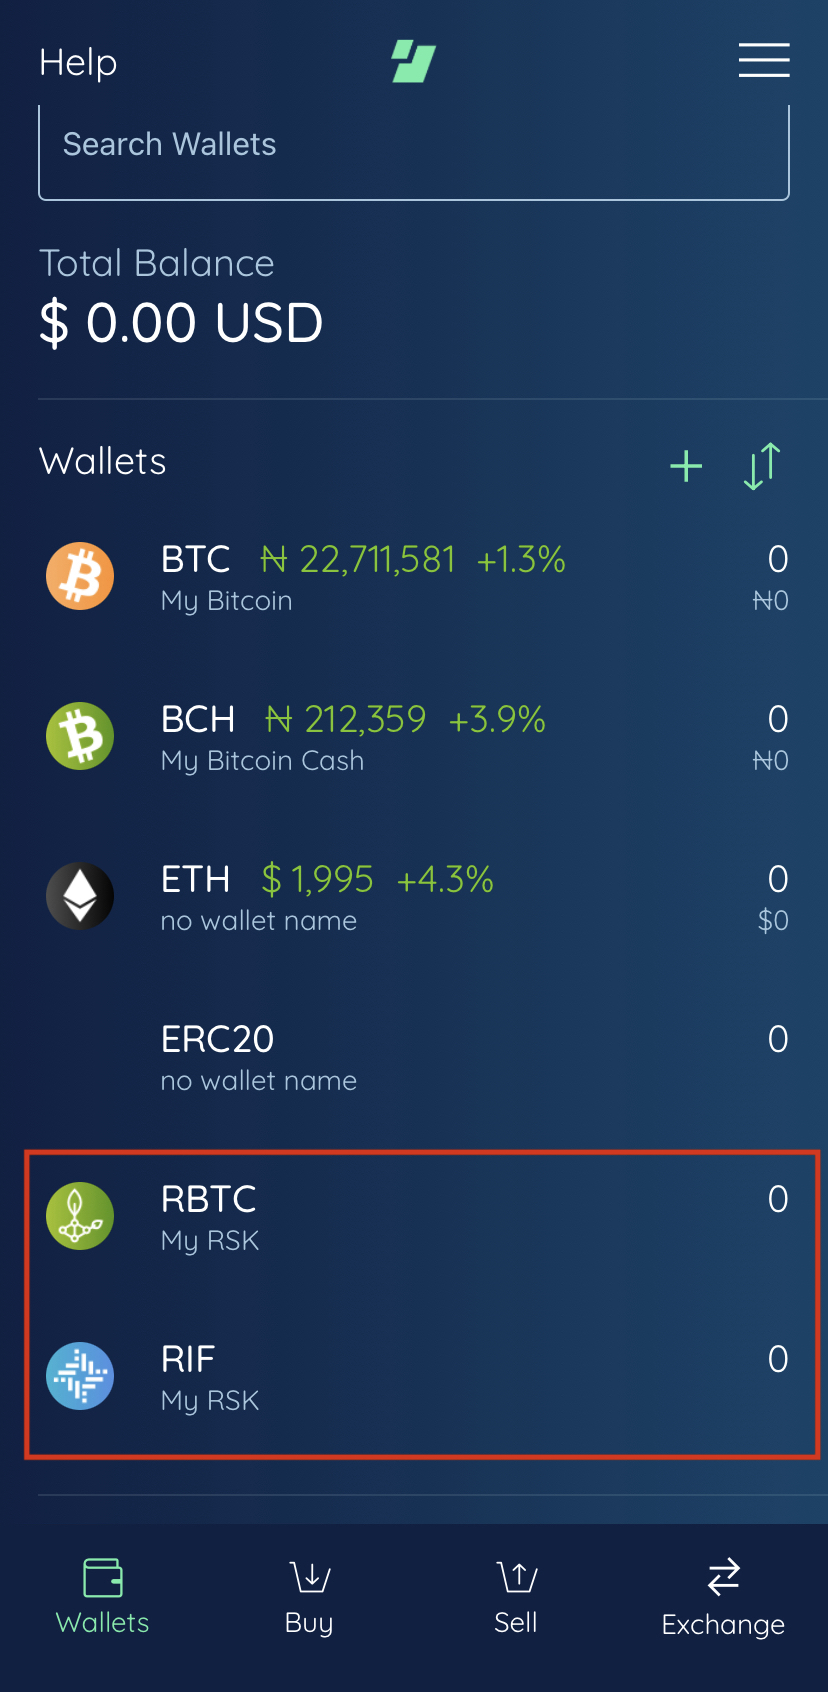 Help
Search Wallets
Total Balance
$ 0.00 USD
Wallets
BTC ₦ 22,711,581 +1.3% 0
My Bitcoin ₦0
BCH ₦ 212,359 +3.9% 0
My Bitcoin Cash ₦0
ETH $ 1,995 +4.3% 0
no wallet name $0
ERC20 0
no wallet name
RBTC 0
My RSK
RIF 0
My RSK
Wallets Buy Sell Exchange